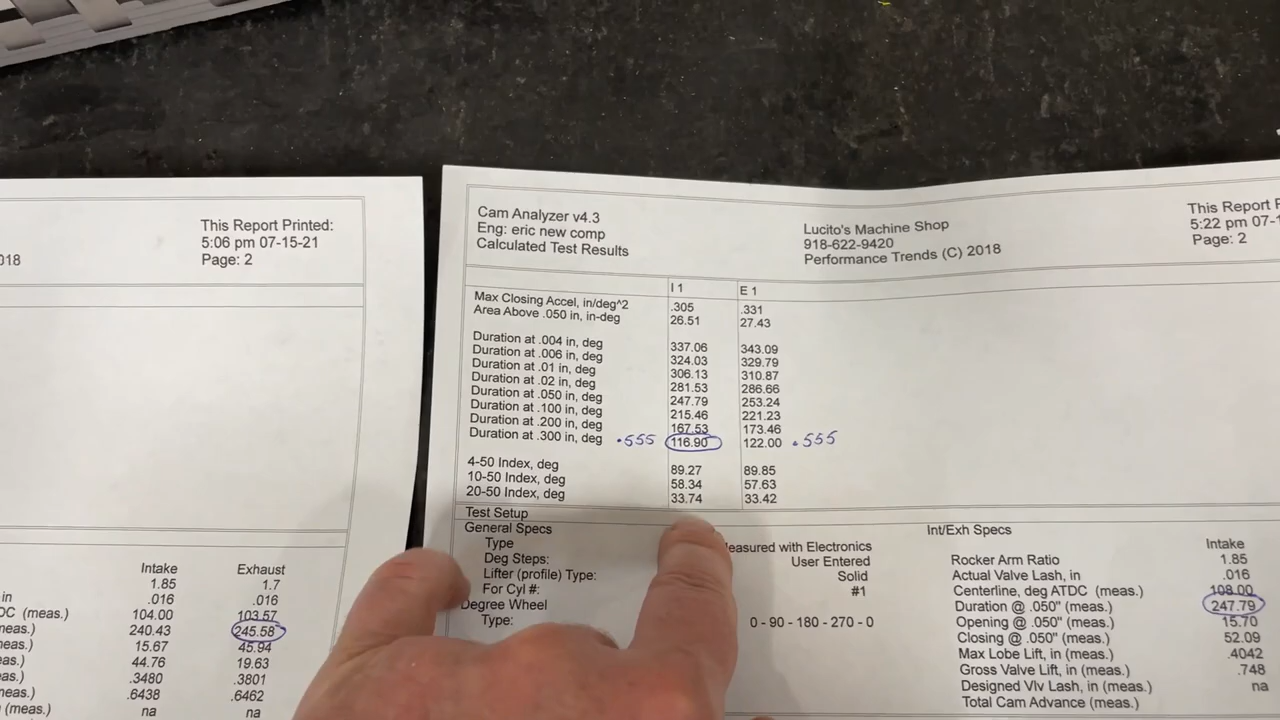 This Report Printed:
5:06 pm 07-15-21
Page: 2
018
Intake Exhaust
1.85 1.7
in .016 .016
DC (meas.) 104.00 103.57
meas.) 240.43 245.58
eas.) 15.67 45.94
as.) 44.76 19.63
eas.) .3480 .3801
meas.) .6438 .6462
(meas.) na na
Cam Analyzer v4.3
Eng: eric new comp
Calculated Test Results
Lucito's Machine Shop
918-622-9420
Performance Trends (C) 2018
This Report P
5:22 pm 07-1
Page: 2
I 1 E 1
Max Closing Accel, in/deg^2 .305 .331
Area Above .050 in, in-deg 26.51 27.43
Duration at .004 in, deg 337.06 343.09
Duration at .006 in, deg 324.03 329.79
Duration at .01 in, deg 306.13 310.87
Duration at .02 in, deg 281.53 286.66
Duration at .050 in, deg 247.79 253.24
Duration at .100 in, deg 215.46 221.23
Duration at .200 in, deg 167.53 173.46
Duration at .300 in, deg .555 116.90 122.00 .555
4-50 Index, deg 89.27 89.85
10-50 Index, deg 58.34 57.63
20-50 Index, deg 33.74 33.42
Test Setup
General Specs
Type Measured with Electronics
Deg Steps: User Entered
Lifter (profile) Type: Solid
For Cyl #: #1
Degree Wheel
Type: 0 - 90 - 180 - 270 - 0
Int/Exh Specs
Intake
Rocker Arm Ratio 1.85
Actual Valve Lash, in .016
Centerline, deg ATDC (meas.) 108.00
Duration @ .050" (meas.) 247.79
Opening @ .050" (meas.) 15.70
Closing @ .050" (meas.) 52.09
Max Lobe Lift, in (meas.) .4042
Gross Valve Lift, in (meas.) .748
Designed Vlv Lash, in (meas.) na
Total Cam Advance (meas.)